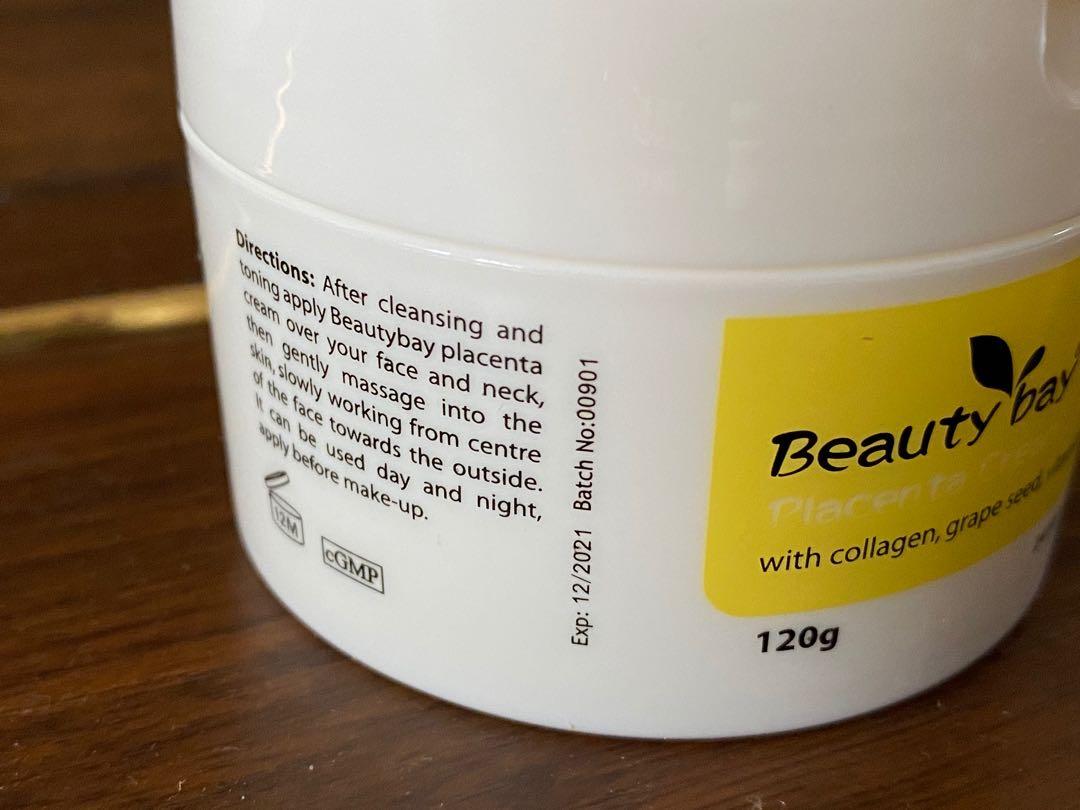 Directions: After cleansing and
toning apply Beautybay placenta
cream over your face and neck,
then gently massage into the
skin, slowly working from centre
of the face towards the outside.
It can be used day and night,
apply before make-up.
12M
cGMP
Exp: 12/2021 Batch No:00901
Beauty bay
Placenta
with collagen, grape seed,
120g